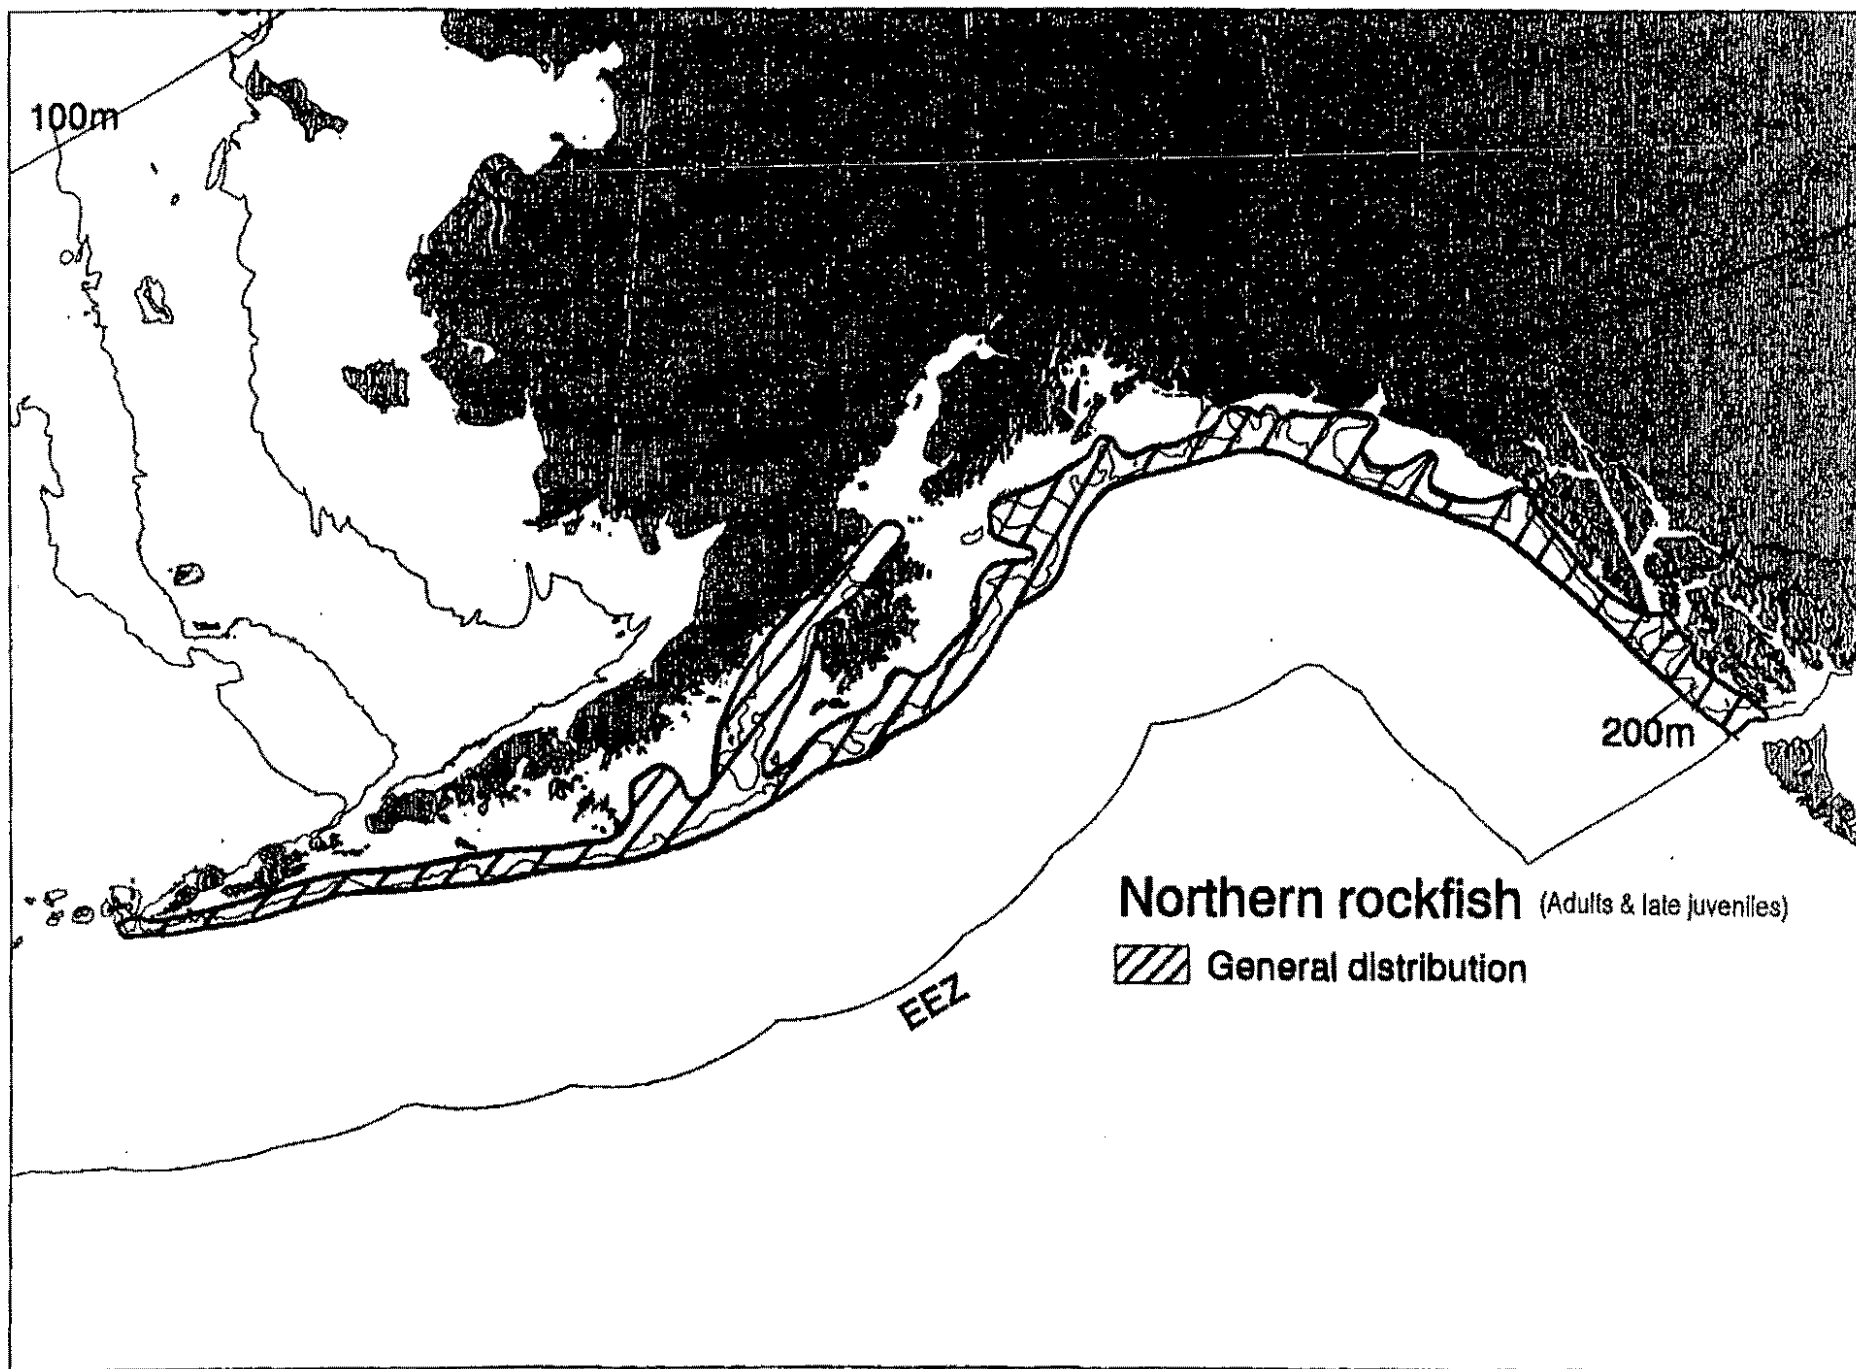 100m
200m
Northern rockfish (Adults & late juveniles)
General distribution
EEZ